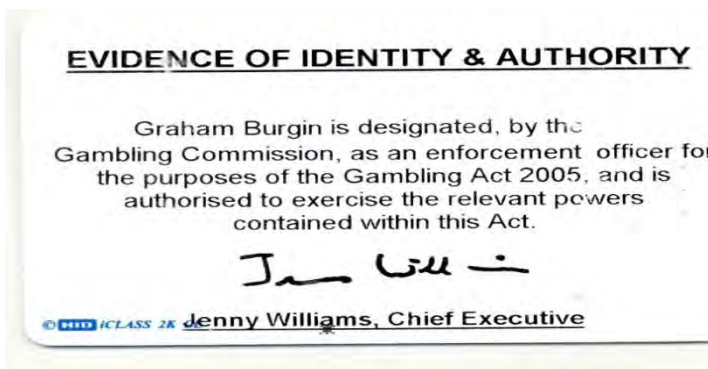 EVIDENCE OF IDENTITY & AUTHORITY
Graham Burgin is designated, by the
Gambling Commission, as an enforcement officer for
the purposes of the Gambling Act 2005, and is
authorised to exercise the relevant powers
contained within this Act.
© HID iCLASS 2K Jenny Williams, Chief Executive